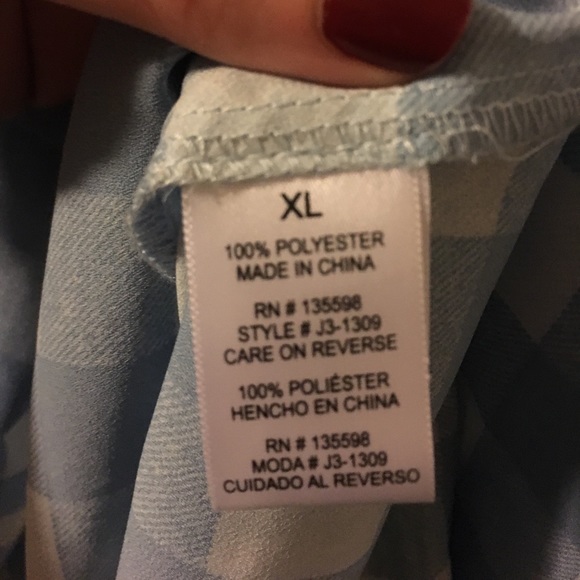 XL
100% POLYESTER
MADE IN CHINA
RN # 135598
STYLE # J3-1309
CARE ON REVERSE
100% POLIÉSTER
HENCHO EN CHINA
RN # 135598
MODA # J3-1309
CUIDADO AL REVERSO